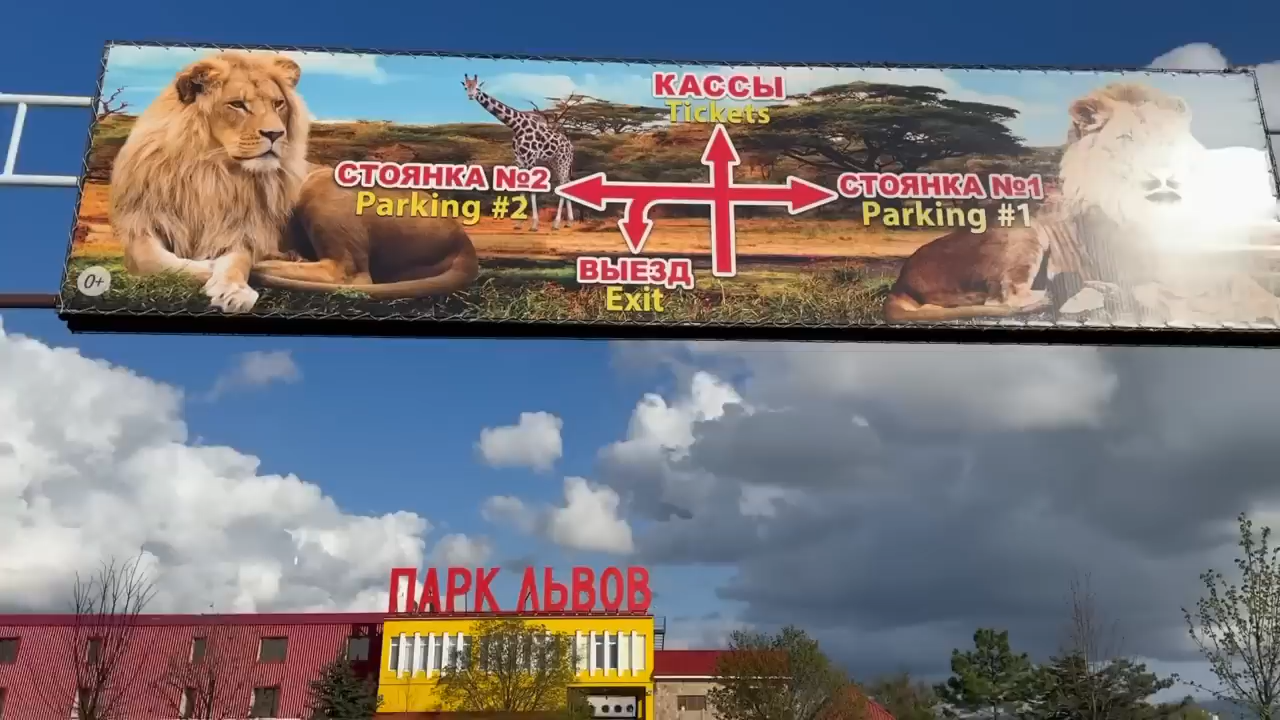 КАССЫ
Tickets
СТОЯНКА №2
Parking #2
СТОЯНКА №1
Parking #1
ВЫЕЗД
Exit
0+
ПАРК ЛЬВОВ